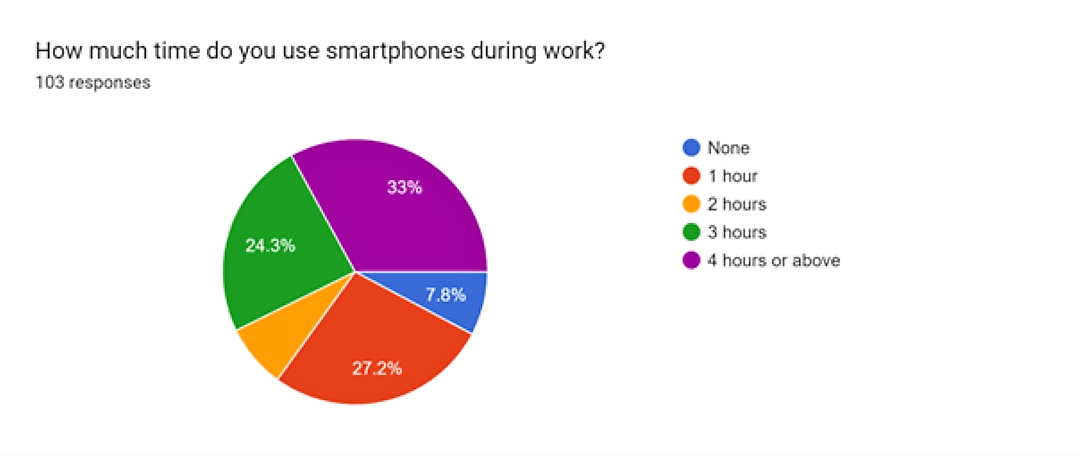 How much time do you use smartphones during work?
103 responses
33%
24.3%
7.8%
27.2%
None
1 hour
2 hours
3 hours
4 hours or above